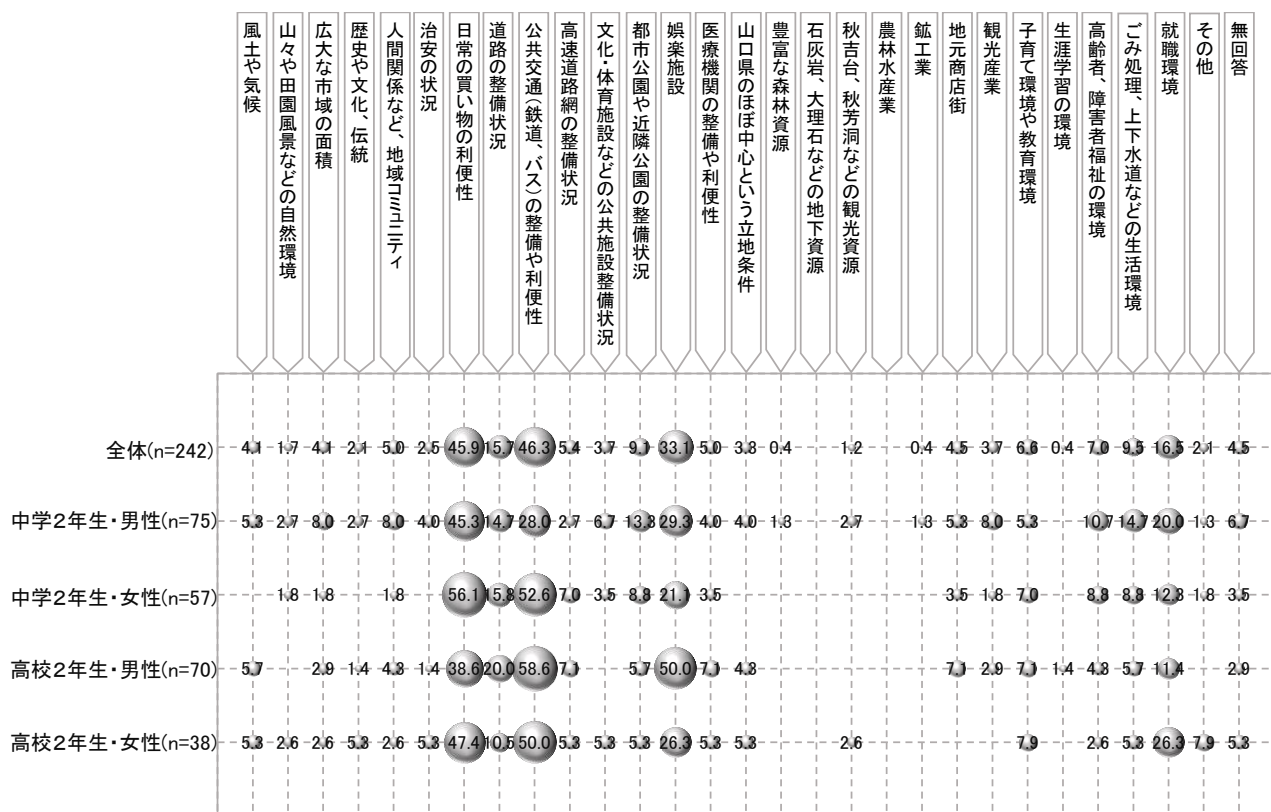 風土や気候
山々や田園風景などの自然環境
広大な市域の面積
歴史や文化、伝統
人間関係など、地域コミュニティ
治安の状況
日常の買い物の利便性
道路の整備状況
公共交通(鉄道、バス)の整備や利便性
高速道路網の整備状況
文化・体育施設などの公共施設整備状況
都市公園や近隣公園の整備状況
娯楽施設
医療機関の整備や利便性
山口県のほぼ中心という立地条件
豊富な森林資源
石灰岩、大理石などの地下資源
秋吉台、秋芳洞などの観光資源
農林水産業
鉱工業
地元商店街
観光産業
子育て環境や教育環境
生涯学習の環境
高齢者、障害者福祉の環境
ごみ処理、上下水道などの生活環境
就職環境
その他
無回答
全体(n=242) 4.1 1.7 4.1 2.1 5.0 2.5 45.9 15.7 46.3 5.4 3.7 9.1 33.1 5.0 3.3 0.4 1.2 0.4 4.5 3.7 6.6 0.4 7.0 9.5 16.5 2.1 4.5
中学2年生・男性(n=75) 5.3 2.7 8.0 2.7 8.0 4.0 45.3 14.7 28.0 2.7 6.7 13.3 29.3 4.0 4.0 1.3 2.7 1.3 5.3 8.0 5.3 10.7 14.7 20.0 1.3 6.7
中学2年生・女性(n=57) 1.8 1.8 1.8 56.1 15.8 52.6 7.0 3.5 8.8 21.1 3.5 3.5 1.8 7.0 8.8 8.8 12.3 1.8 3.5
高校2年生・男性(n=70) 5.7 2.9 1.4 4.3 1.4 38.6 20.0 58.6 7.1 5.7 50.0 7.1 4.3 7.1 2.9 7.1 1.4 4.3 5.7 11.4 2.9
高校2年生・女性(n=38) 5.3 2.6 2.6 5.3 2.6 5.3 47.4 10.5 50.0 5.3 5.3 5.3 26.3 5.3 5.3 2.6 7.9 2.6 5.3 26.3 7.9 5.3